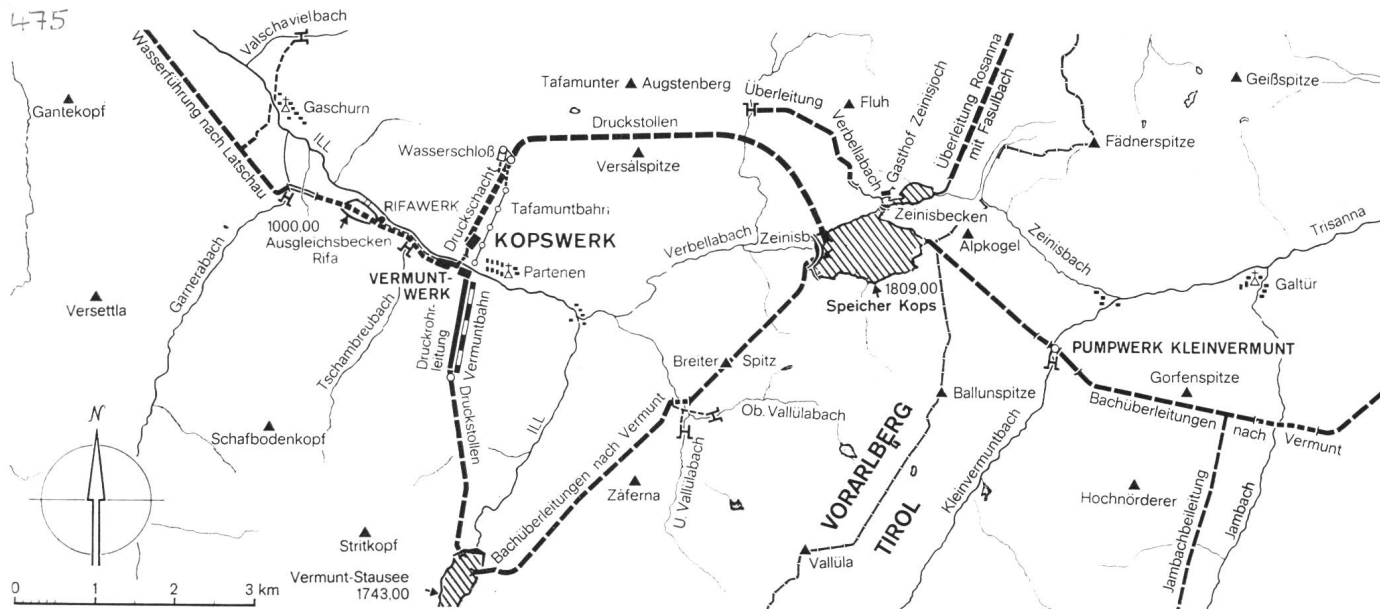 475
Valschavielbach
Wasserführung nach Latschau
Gantekopf
Gaschurn
ILL
Tafamunter
Augstenberg
Überleitung
Verbellabach
Fluh
Gasthof Zeinisjoch
Überleitung Rosanna
mit Fasulbach
Geißspitze
Fädnerspitze
Druckstollen
Wasserschloß
Versalspitze
Druckschacht
Tafamuntbahn
KOPSWERK
RIFAWERK
1000,00
Ausgleichsbecken
Rifa
Garnerabach
Partenen
VERMUNT-
WERK
Verbellabach
Zeinisb.
Zeinisbecken
Alpkogel
Zeinisbach
Trisanna
Galtür
1809,00
Speicher Kops
Versettla
Tschambreubach
Druckrohr-
leitung
Vermuntbahn
Druckstollen
Breiter
Spitz
PUMPWERK KLEINVERMUNT
Gorfenspitze
Bachüberleitungen nach Vermunt
Ballunspitze
Ob. Vallülabach
U. Vallülabach
ILL
Schafbodenkopf
N
Bachüberleitungen nach Vermunt
Zäferna
VORARLBERG
TIROL
Kleinvermuntbach
Hochnörderer
Jambachbeileitung
Jambach
Stritkopf
Vallüla
Vermunt-Stausee
1743,00
0 1 2 3 km